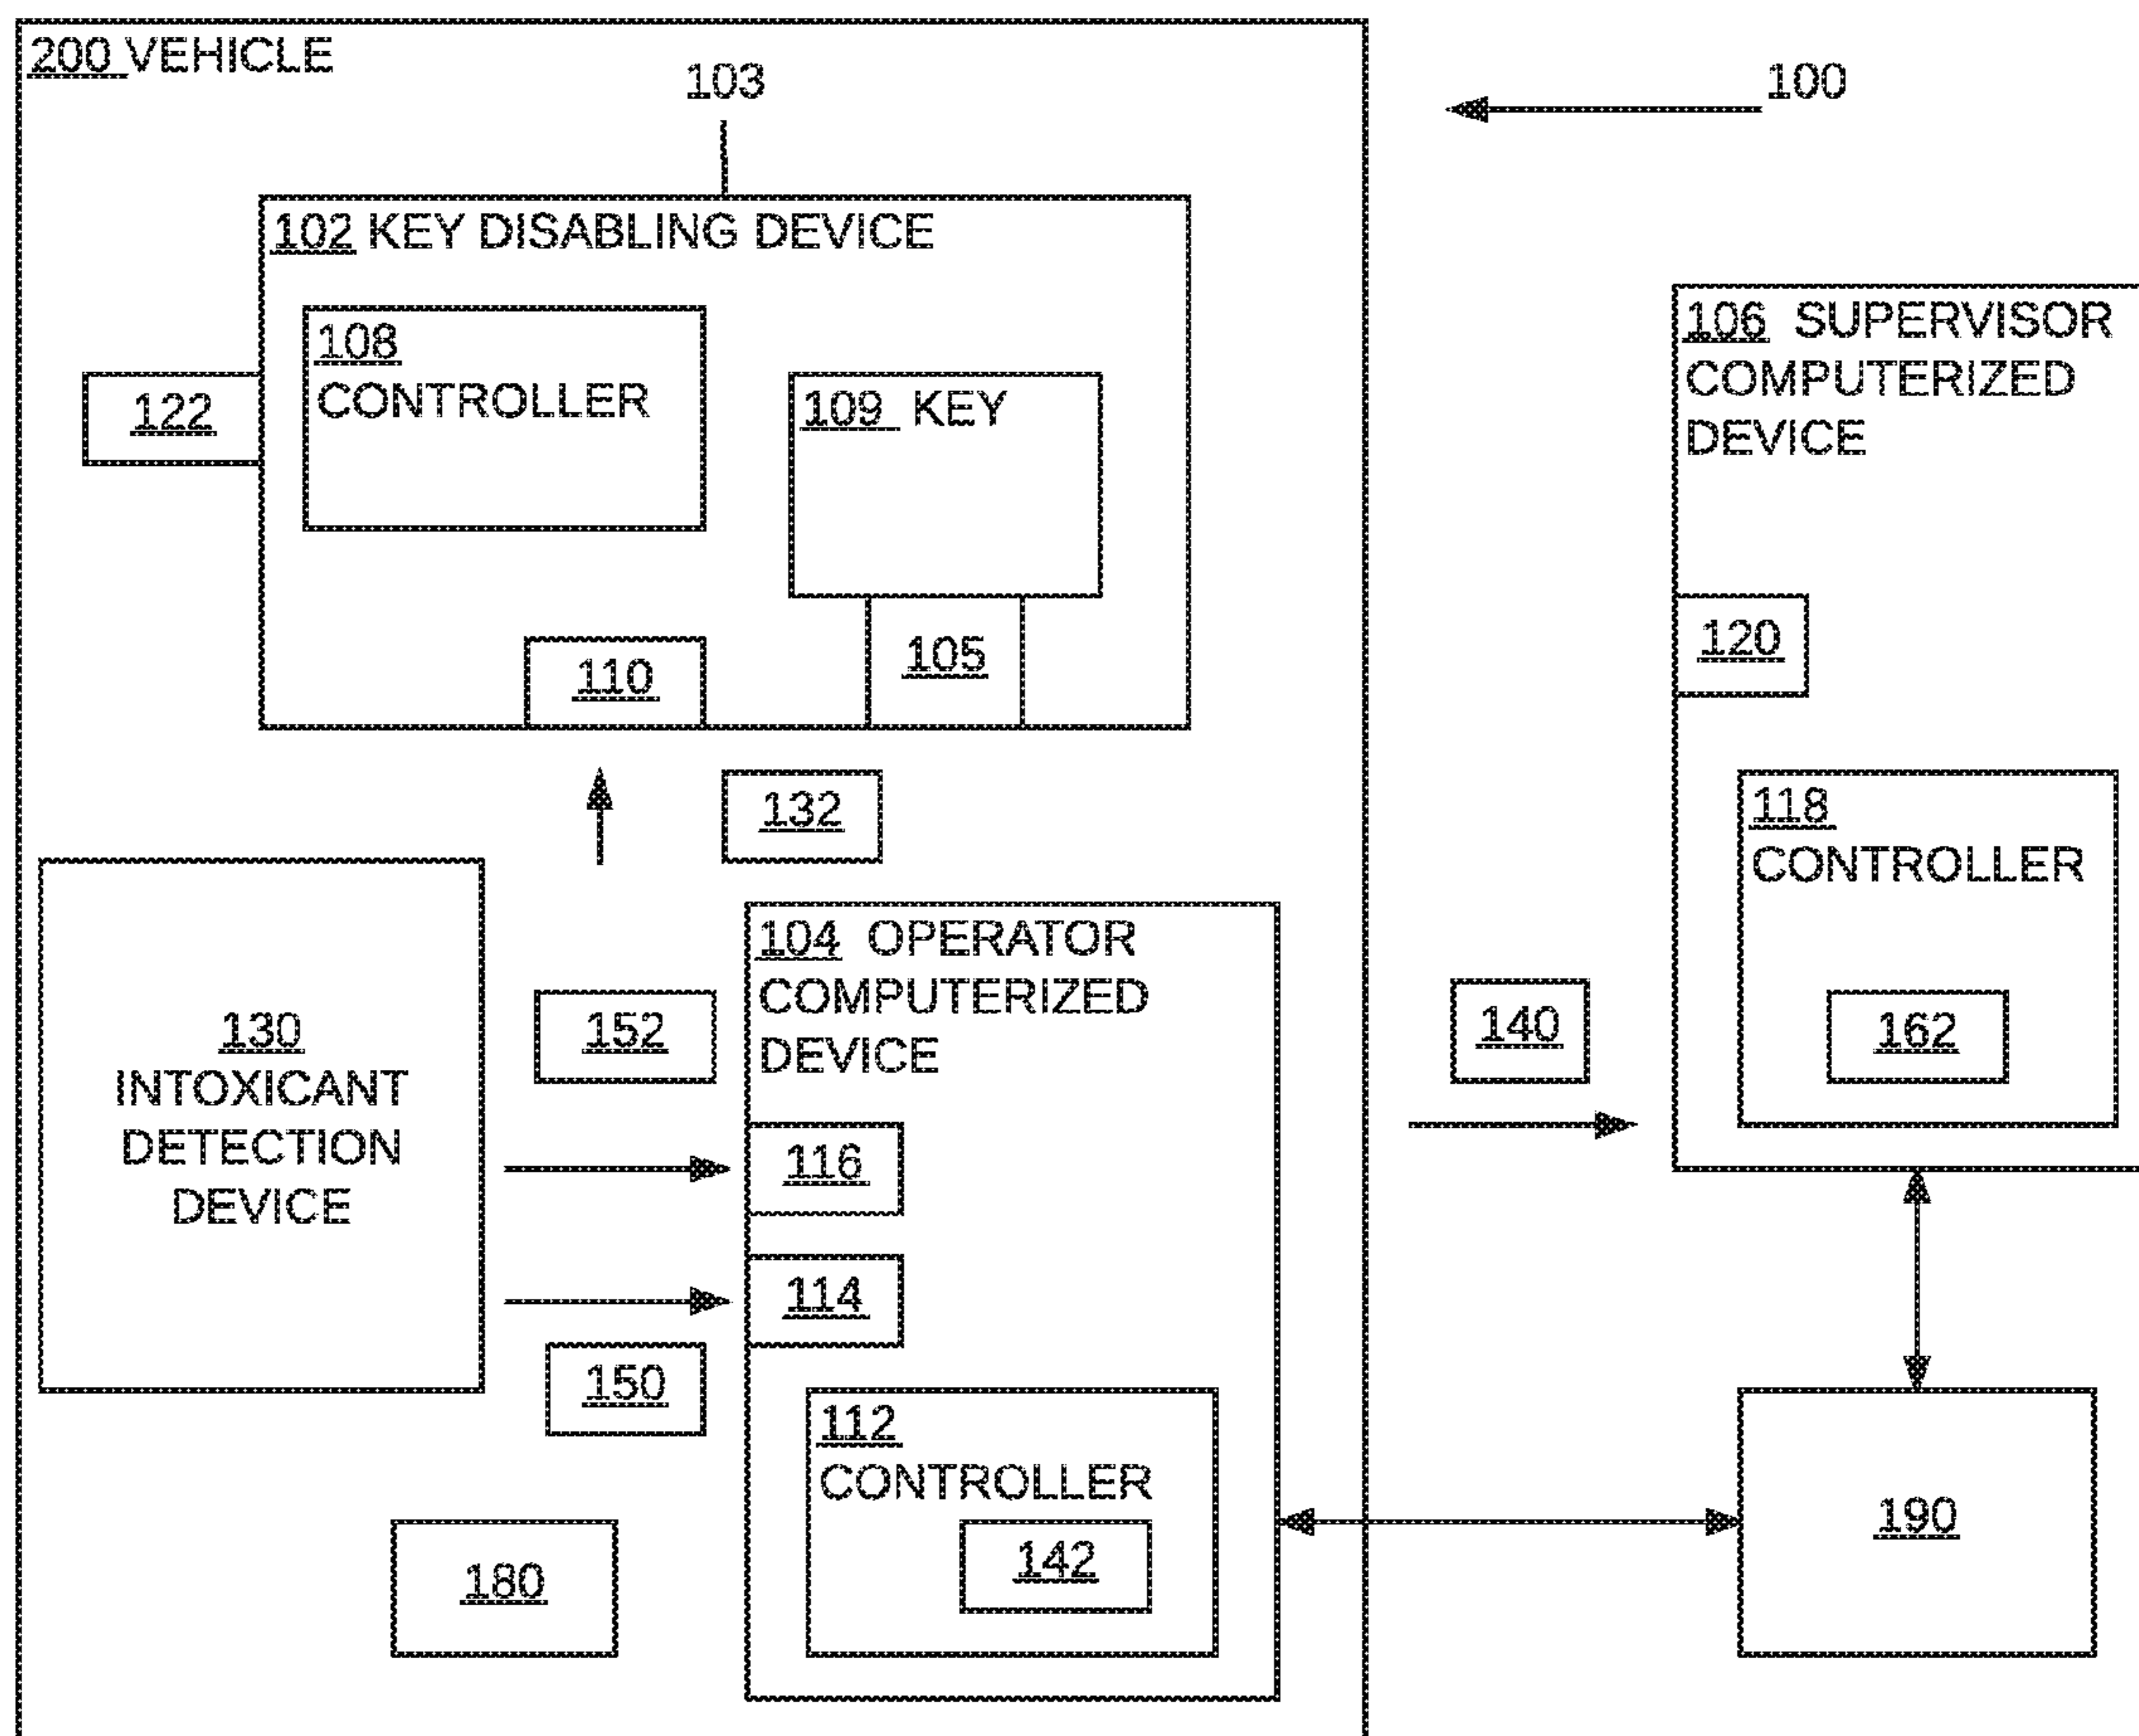 200 VEHICLE
103
100
102 KEY DISABLING DEVICE
108
CONTROLLER
109 KEY
122
110
105
106 SUPERVISOR
COMPUTERIZED
DEVICE
120
118
CONTROLLER
162
132
130
INTOXICANT
DETECTION
DEVICE
152
104 OPERATOR
COMPUTERIZED
DEVICE
116
114
150
112
CONTROLLER
142
180
140
190